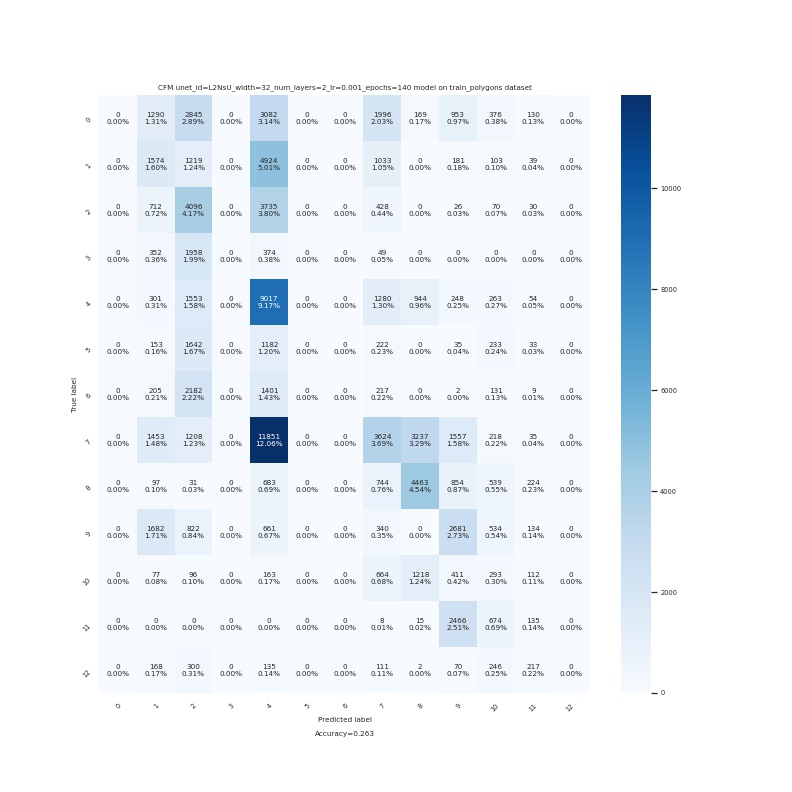 CFM unet_id=L2NsU_width=32_num_layers=2_lr=0.001_epochs=140 model on train_polygons dataset
0 1290 2845 0 3082 0 0 1996 169 953 376 130 0
0 0.00% 1.31% 2.89% 0.00% 3.14% 0.00% 0.00% 2.03% 0.17% 0.97% 0.38% 0.13% 0.00%
0 1574 1219 0 4924 0 0 1033 0 181 103 39 0
1 0.00% 1.60% 1.24% 0.00% 5.01% 0.00% 0.00% 1.05% 0.00% 0.18% 0.10% 0.04% 0.00%
10000
0 712 4096 0 3735 0 0 428 0 26 70 30 0
2 0.00% 0.72% 4.17% 0.00% 3.80% 0.00% 0.00% 0.44% 0.00% 0.03% 0.07% 0.03% 0.00%
0 352 1958 0 374 0 0 49 0 0 0 0 0
3 0.00% 0.36% 1.99% 0.00% 0.38% 0.00% 0.00% 0.05% 0.00% 0.00% 0.00% 0.00% 0.00%
8000
0 301 1553 0 9017 0 0 1280 944 248 263 54 0
4 0.00% 0.31% 1.58% 0.00% 9.17% 0.00% 0.00% 1.30% 0.96% 0.25% 0.27% 0.05% 0.00%
0 153 1642 0 1182 0 0 222 0 35 233 33 0
5 0.00% 0.16% 1.67% 0.00% 1.20% 0.00% 0.00% 0.23% 0.00% 0.04% 0.24% 0.03% 0.00%
6000
True label
0 205 2182 0 1401 0 0 217 0 2 131 9 0
6 0.00% 0.21% 2.22% 0.00% 1.43% 0.00% 0.00% 0.22% 0.00% 0.00% 0.13% 0.01% 0.00%
0 1453 1208 0 11851 0 0 3624 3237 1557 218 35 0
7 0.00% 1.48% 1.23% 0.00% 12.06% 0.00% 0.00% 3.69% 3.29% 1.58% 0.22% 0.04% 0.00%
0 97 31 0 683 0 0 744 4463 854 539 224 0
8 0.00% 0.10% 0.03% 0.00% 0.69% 0.00% 0.00% 0.76% 4.54% 0.87% 0.55% 0.23% 0.00%
4000
0 1682 822 0 661 0 0 340 0 2681 534 134 0
9 0.00% 1.71% 0.84% 0.00% 0.67% 0.00% 0.00% 0.35% 0.00% 2.73% 0.54% 0.14% 0.00%
0 77 96 0 163 0 0 664 1218 411 293 112 0
10 0.00% 0.08% 0.10% 0.00% 0.17% 0.00% 0.00% 0.68% 1.24% 0.42% 0.30% 0.11% 0.00%
2000
0 0 0 0 0 0 0 8 15 2466 674 135 0
11 0.00% 0.00% 0.00% 0.00% 0.00% 0.00% 0.00% 0.01% 0.02% 2.51% 0.69% 0.14% 0.00%
0 168 300 0 135 0 0 111 2 70 246 217 0
12 0.00% 0.17% 0.31% 0.00% 0.14% 0.00% 0.00% 0.11% 0.00% 0.07% 0.25% 0.22% 0.00%
0
0 1 2 3 4 5 6 7 8 9 10 11 12
Predicted label
Accuracy=0.263